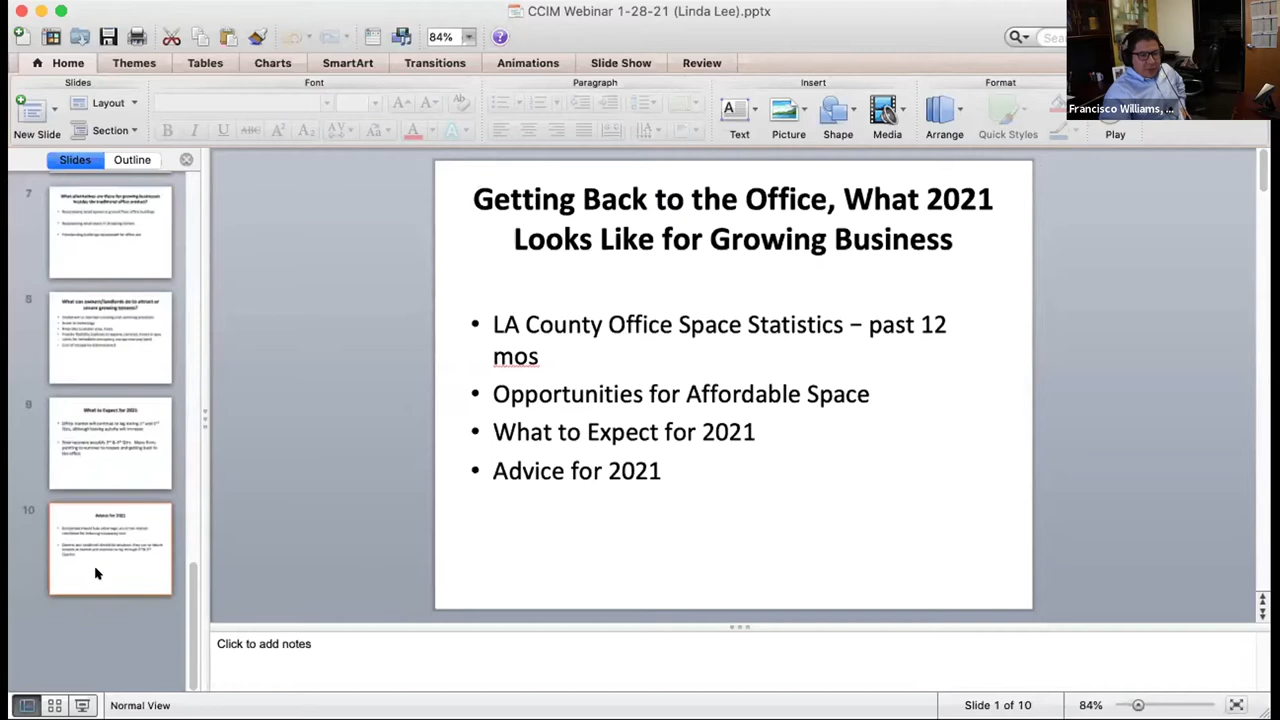 CCIM Webinar 1-28-21 (Linda Lee).pptx
84%
Sea
Home Themes Tables Charts SmartArt Transitions Animations Slide Show Review
Slides Font Paragraph Insert Format
New Slide Layout Section Text Picture Shape Media Arrange Quick Styles Play
Francisco Williams, ...
Slides Outline
7
8
What to Expect for 2021
10
Advice for 2021
Getting Back to the Office, What 2021
Looks Like for Growing Business
• LA County Office Space Statistics – past 12
mos
• Opportunities for Affordable Space
• What to Expect for 2021
• Advice for 2021
Click to add notes
Normal View
Slide 1 of 10
84%